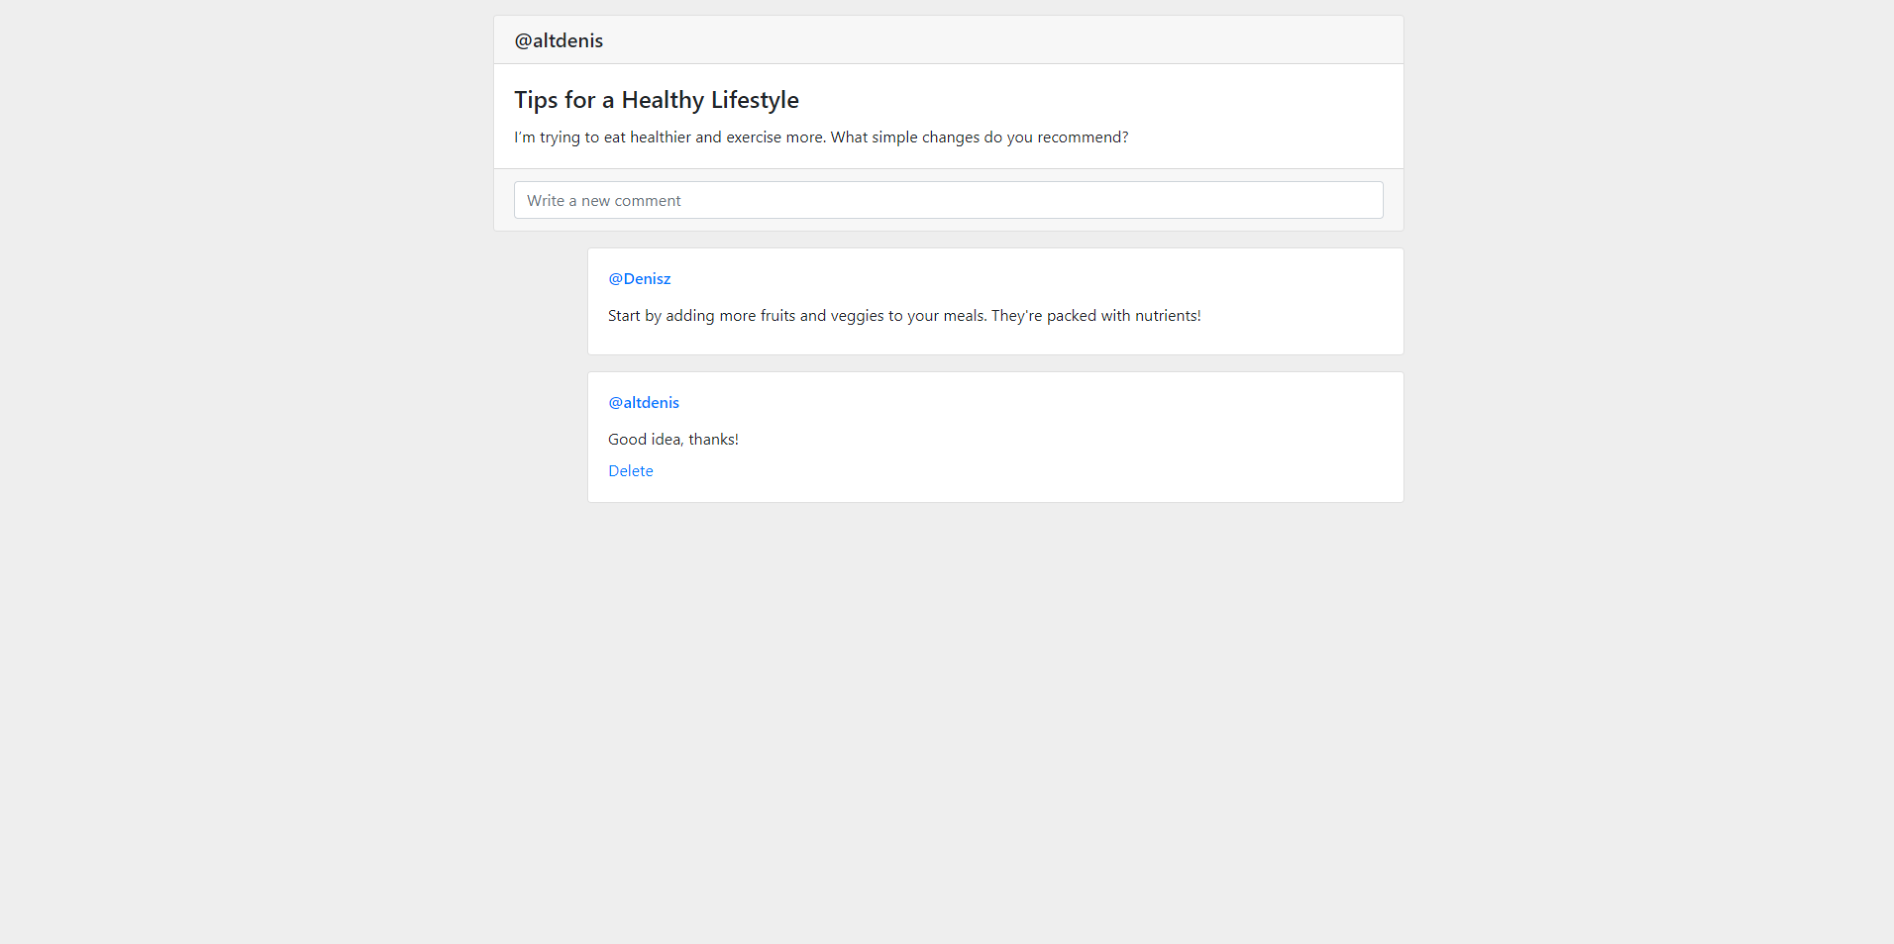 @altdenis
Tips for a Healthy Lifestyle
I'm trying to eat healthier and exercise more. What simple changes do you recommend?
Write a new comment
@Denisz
Start by adding more fruits and veggies to your meals. They're packed with nutrients!
@altdenis
Good idea, thanks!
Delete